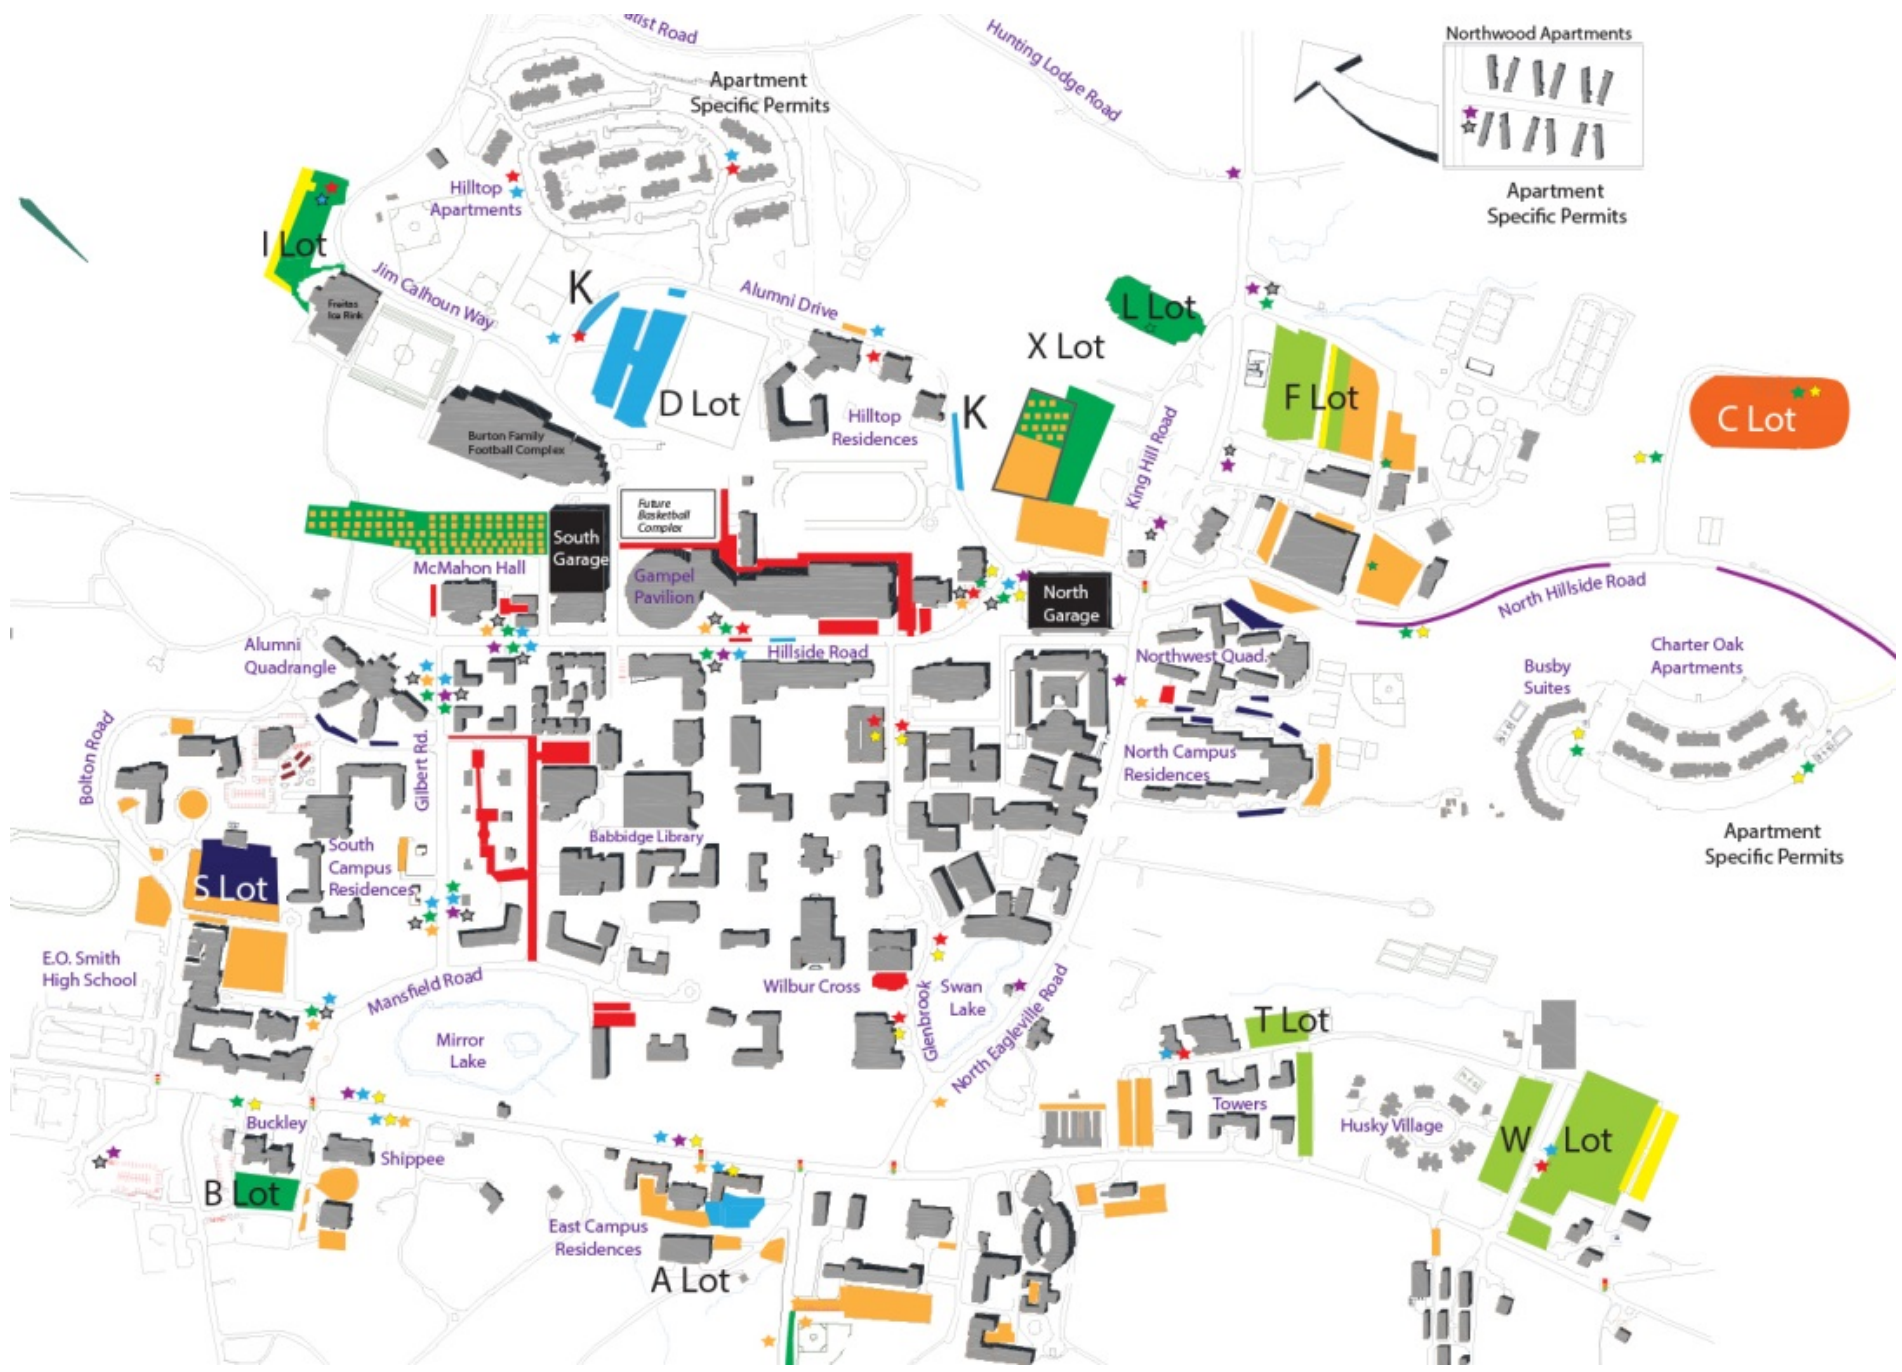 Hunting Lodge Road
Northwood Apartments
Apartment
Specific Permits
Apartment
Specific Permits
Hilltop
Apartments
I Lot
Freitas
Ice Rink
Jim Calhoun Way
K
Alumni Drive
L Lot
X Lot
D Lot
K
Hilltop
Residences
F Lot
C Lot
Burton Family
Football Complex
King Hill Road
Future
Basketball
Complex
South
Garage
McMahon Hall
Gampel
Pavilion
North
Garage
North Hillside Road
Alumni
Quadrangle
Hillside Road
Northwest Quad.
Charter Oak
Apartments
Busby
Suites
Bolton Road
Gilbert Rd.
North Campus
Residences
Babbidge Library
South
Campus
Residences
S Lot
Apartment
Specific Permits
E.O. Smith
High School
Mansfield Road
Wilbur Cross
Glenbrook
Swan
Lake
North Eagleville Road
Mirror
Lake
T Lot
Towers
Husky Village
W Lot
Buckley
Shippee
B Lot
East Campus
Residences
A Lot